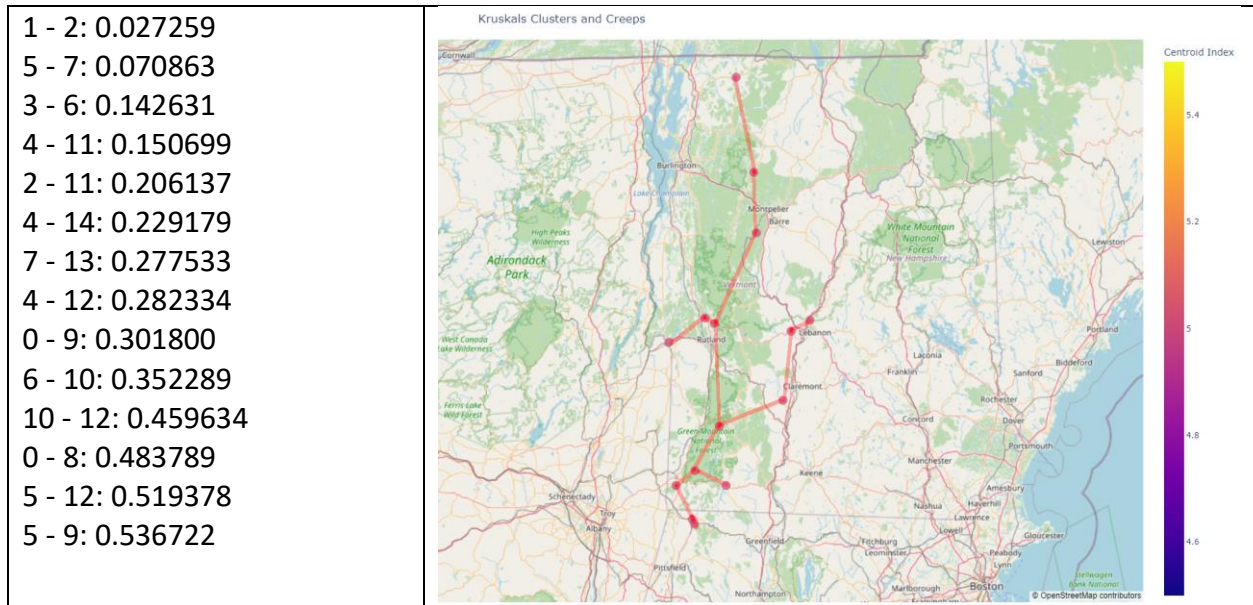 1 - 2: 0.027259
5 - 7: 0.070863
3 - 6: 0.142631
4 - 11: 0.150699
2 - 11: 0.206137
4 - 14: 0.229179
7 - 13: 0.277533
4 - 12: 0.282334
0 - 9: 0.301800
6 - 10: 0.352289
10 - 12: 0.459634
0 - 8: 0.483789
5 - 12: 0.519378
5 - 9: 0.536722
Kruskals Clusters and Creeps
Cornwall
Burlington
Lake Champlain
Montpelier
Barre
High Peaks
Wilderness
Adirondack
Park
White Mountain
National
Forest
New Hampshire
Lewiston
Vermont
West Canada
Lake Wilderness
Rutland
Lebanon
Portland
Laconia
Biddeford
Franklin
Sanford
Claremont
Ferris Lake
Wild Forest
Rochester
Concord
Dover
Green Mountain
National
Forest
Portsmouth
Manchester
Keene
Amesbury
Schenectady
Nashua
Haverhill
Troy
Albany
Lawrence
Lowell
Gloucester
Greenfield
Fitchburg
Leominster
Peabody
Lynn
Pittsfield
Marlborough
Boston
Stellwagen
Bank National
Northampton
Framingham
© OpenStreetMap contributors
Centroid Index
5.4
5.2
5
4.8
4.6